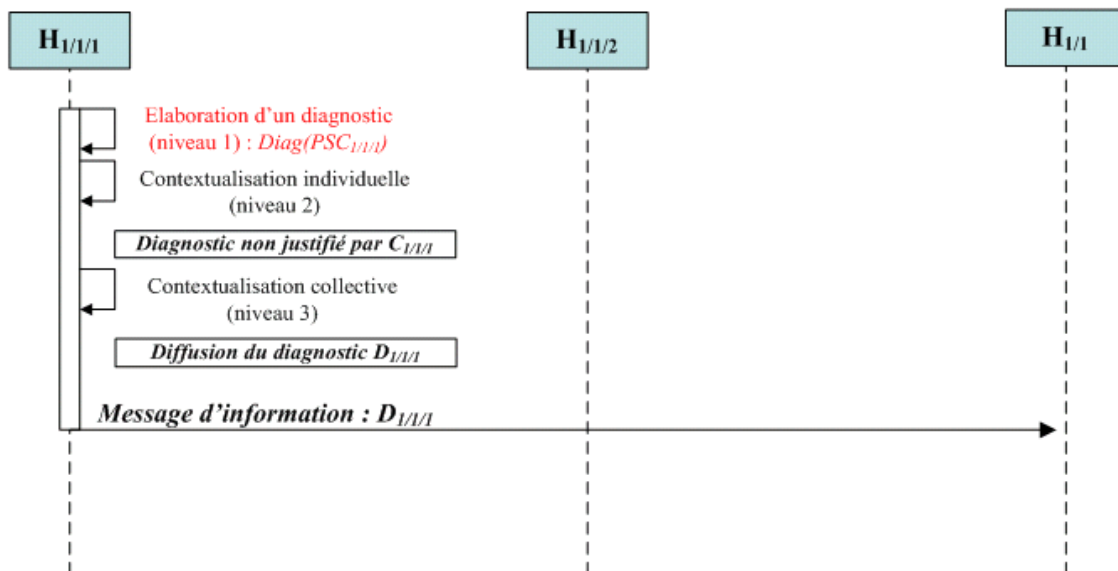 H1/1/1
H1/1/2
H1/1
Elaboration d'un diagnostic
(niveau 1) : Diag(PSC1/1/1)
Contextualisation individuelle
(niveau 2)
Diagnostic non justifié par C1/1/1
Contextualisation collective
(niveau 3)
Diffusion du diagnostic D1/1/1
Message d'information : D1/1/1